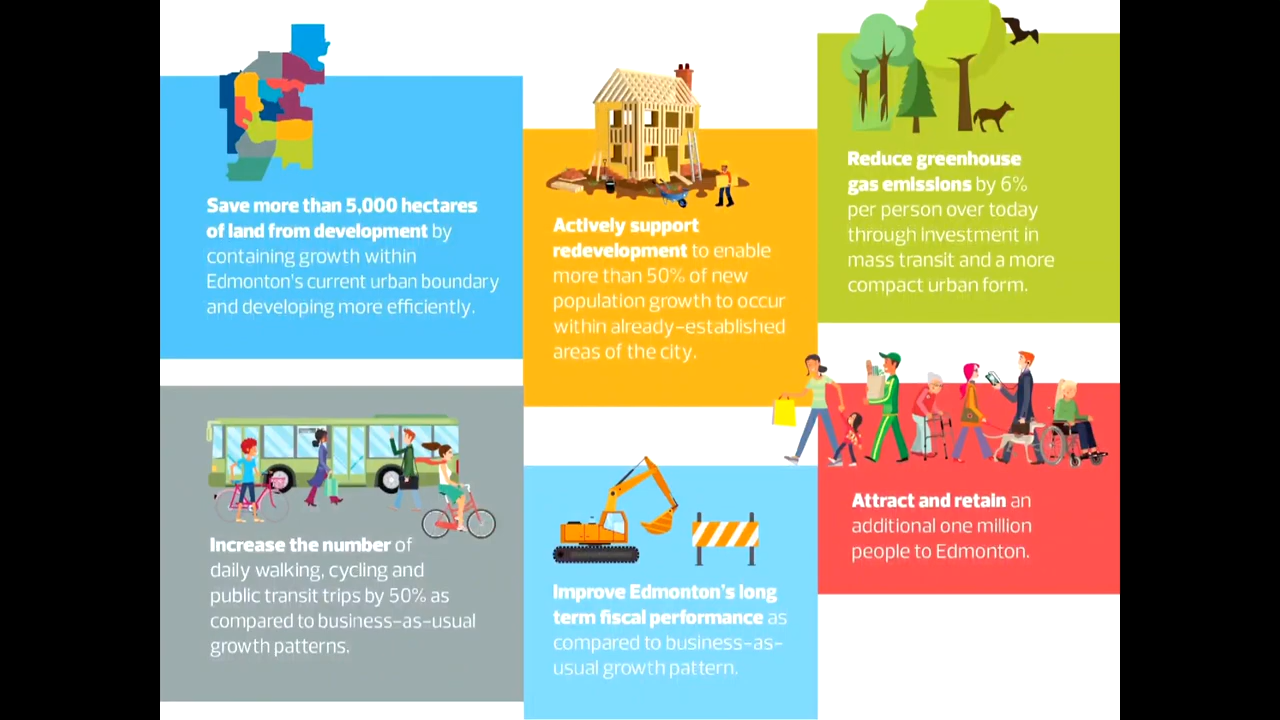 Save more than 5,000 hectares
of land from development by
containing growth within
Edmonton's current urban boundary
and developing more efficiently.
Actively support
redevelopment to enable
more than 50% of new
population growth to occur
within already-established
areas of the city.
Reduce greenhouse
gas emissions by 6%
per person over today
through investment in
mass transit and a more
compact urban form.
Increase the number of
daily walking, cycling and
public transit trips by 50% as
compared to business-as-usual
growth patterns.
Improve Edmonton's long
term fiscal performance as
compared to business-as-
usual growth pattern.
Attract and retain an
additional one million
people to Edmonton.